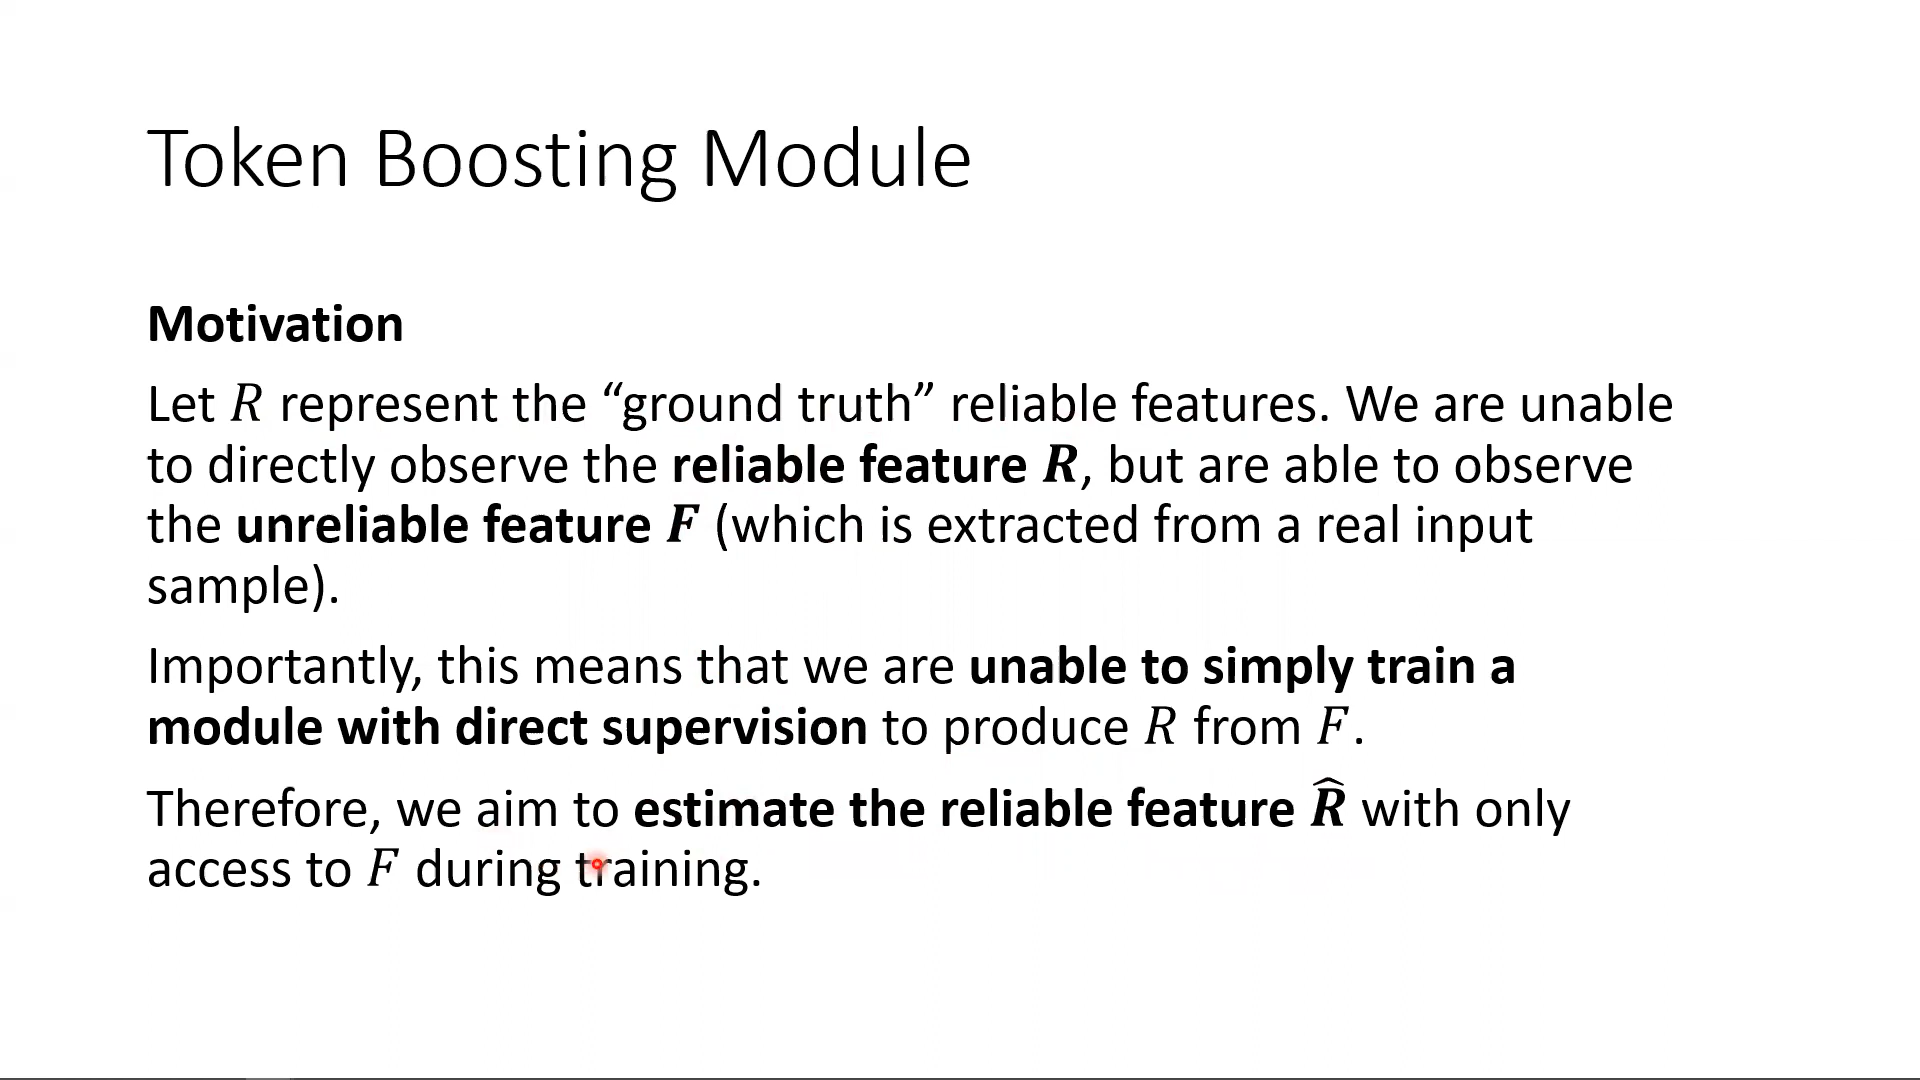 Token Boosting Module
Motivation
Let R represent the “ground truth” reliable features. We are unable
to directly observe the reliable feature R, but are able to observe
the unreliable feature F (which is extracted from a real input
sample).
Importantly, this means that we are unable to simply train a
module with direct supervision to produce R from F.
Therefore, we aim to estimate the reliable feature R̂ with only
access to F during training.